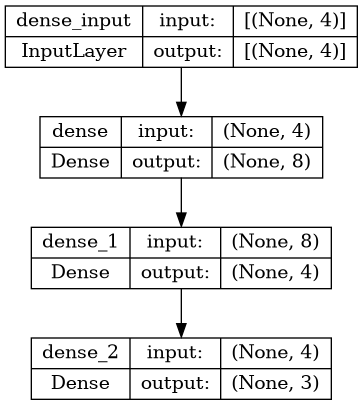 dense_input input: [(None, 4)]
InputLayer output: [(None, 4)]
dense input: (None, 4)
Dense output: (None, 8)
dense_1 input: (None, 8)
Dense output: (None, 4)
dense_2 input: (None, 4)
Dense output: (None, 3)